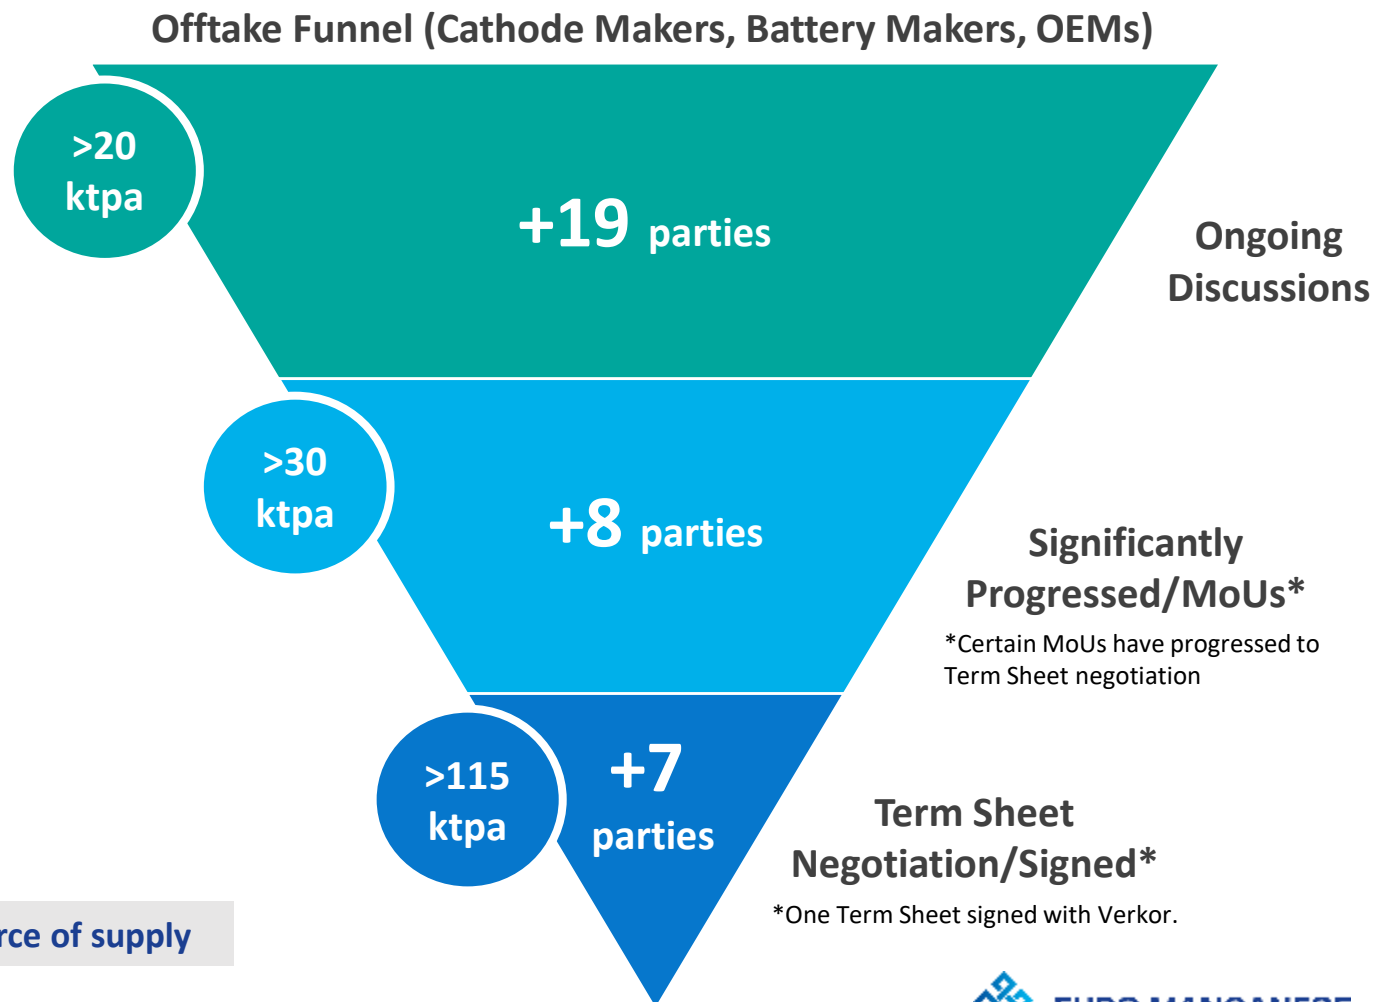 Offtake Funnel (Cathode Makers, Battery Makers, OEMs)
>20
ktpa
+19 parties
Ongoing
Discussions
>30
ktpa
+8 parties
Significantly
Progressed/MoUs*
*Certain MoUs have progressed to
Term Sheet negotiation
>115
ktpa
+7
parties
Term Sheet
Negotiation/Signed*
*One Term Sheet signed with Verkor.
of supply
EURO MANGANESE